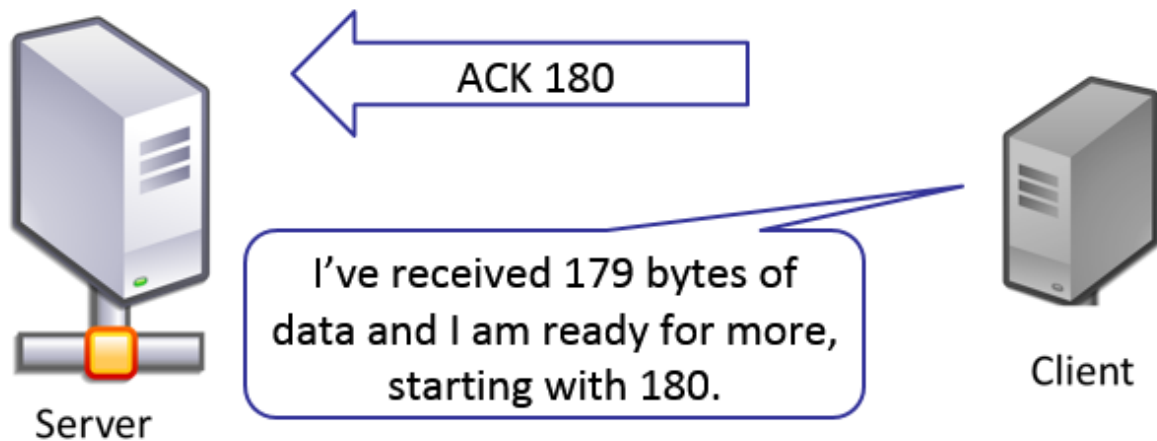 ACK 180
I’ve received 179 bytes of
data and I am ready for more,
starting with 180.
Client
Server